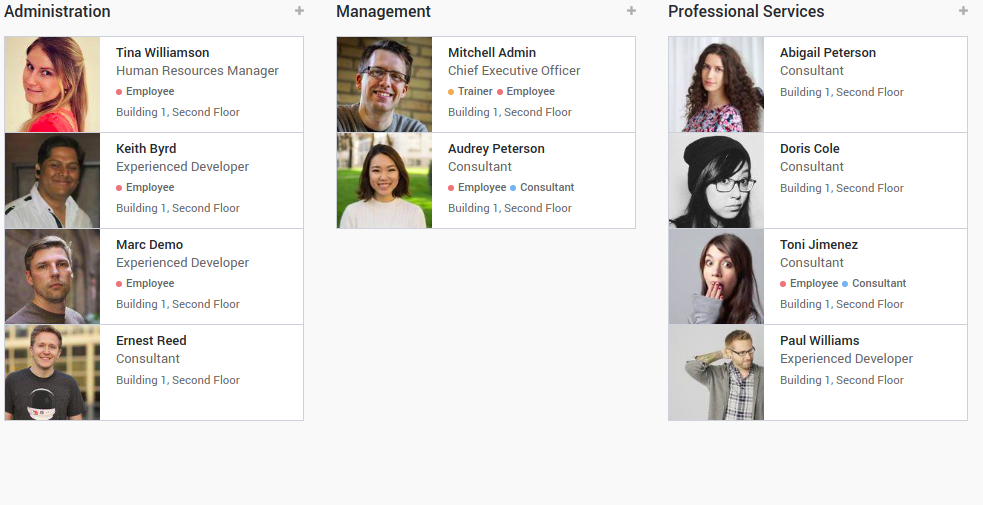 Administration
Tina Williamson
Human Resources Manager
Employee
Building 1, Second Floor
Keith Byrd
Experienced Developer
Employee
Building 1, Second Floor
Marc Demo
Experienced Developer
Employee
Building 1, Second Floor
Ernest Reed
Consultant
Building 1, Second Floor
Management
Mitchell Admin
Chief Executive Officer
Trainer Employee
Building 1, Second Floor
Audrey Peterson
Consultant
Employee Consultant
Building 1, Second Floor
Professional Services
Abigail Peterson
Consultant
Building 1, Second Floor
Doris Cole
Consultant
Building 1, Second Floor
Toni Jimenez
Consultant
Employee Consultant
Building 1, Second Floor
Paul Williams
Experienced Developer
Building 1, Second Floor